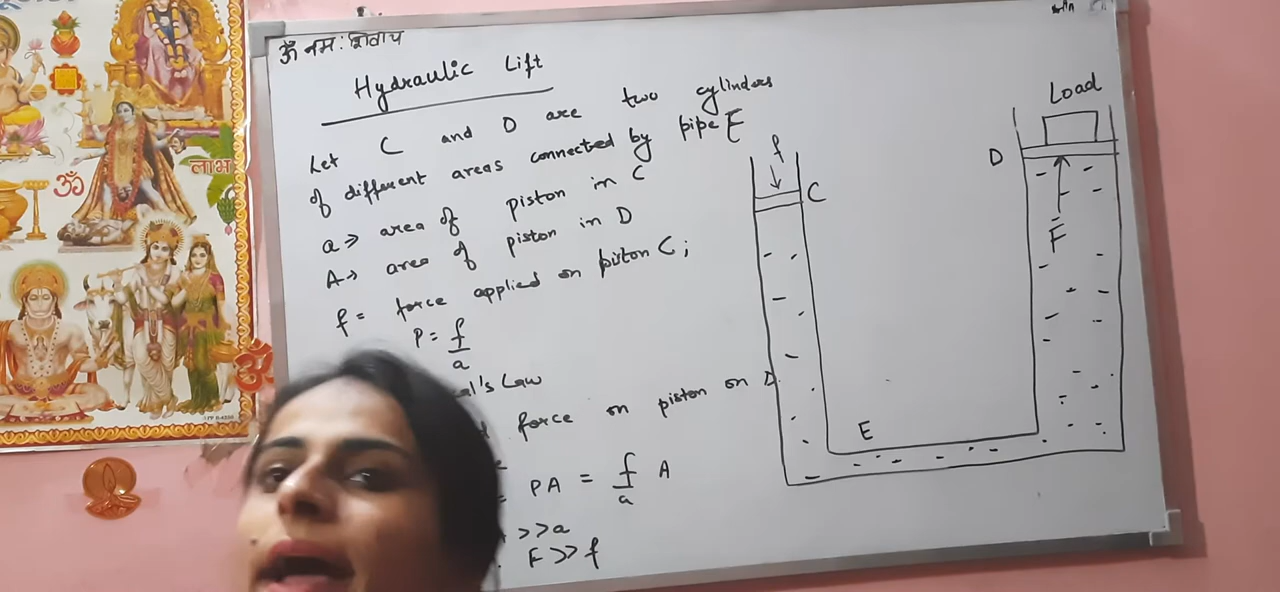 ॐ नमः शिवाय
Hydraulic Lift
Let C and D are two cylinders
of different areas connected by pipe E
a → area of piston in C
A → area of piston in D
f = force applied on piston C;
P = f/a
al's Law
force on piston on D
= PA = f/a A
>>a
F >> f
f
C
D
Load
F
E
लाभ
ॐ
ॐ